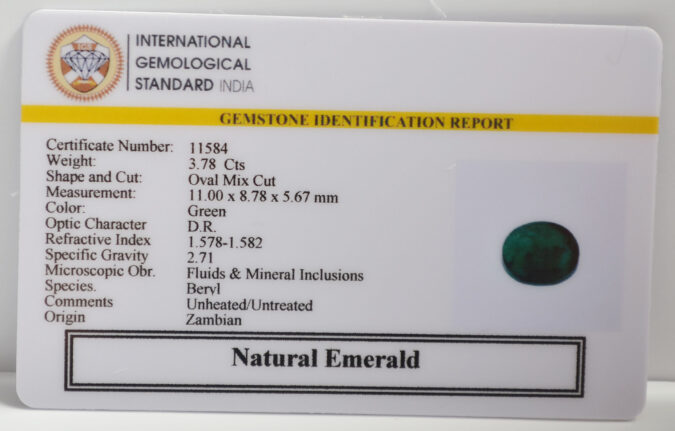 IGS
INTERNATIONAL
GEMOLOGICAL
STANDARD INDIA
GEMSTONE IDENTIFICATION REPORT
Certificate Number: 11584
Weight: 3.78 Cts
Shape and Cut: Oval Mix Cut
Measurement: 11.00 x 8.78 x 5.67 mm
Color: Green
Optic Character D.R.
Refractive Index 1.578-1.582
Specific Gravity 2.71
Microscopic Obr. Fluids & Mineral Inclusions
Species. Beryl
Comments Unheated/Untreated
Origin Zambian
Natural Emerald